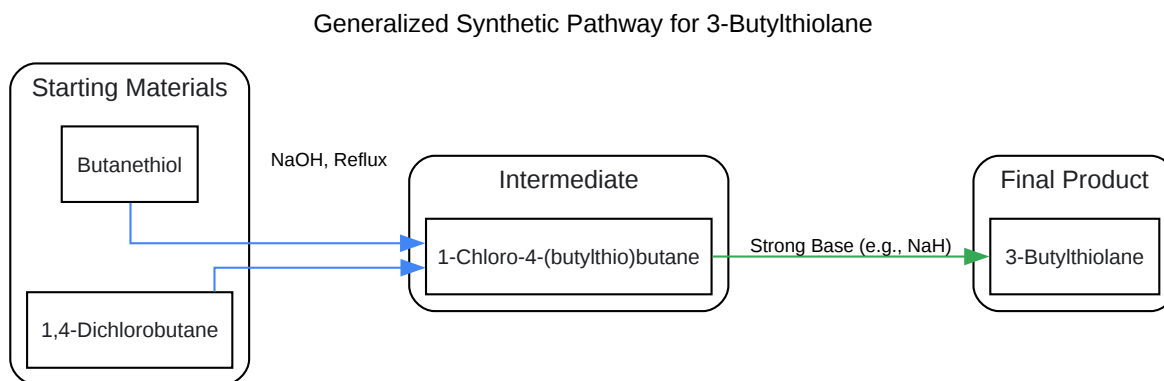 Generalized Synthetic Pathway for 3-Butylthiolane
Starting Materials
Butanethiol
1,4-Dichlorobutane
NaOH, Reflux
Intermediate
1-Chloro-4-(butylthio)butane
Strong Base (e.g., NaH)
Final Product
3-Butylthiolane